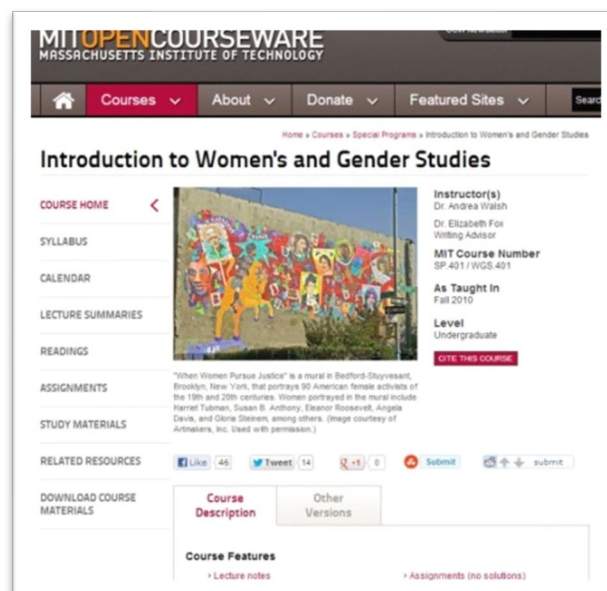 MITOPENCOURSEWARE
MASSACHUSETTS INSTITUTE OF TECHNOLOGY
Courses About Donate Featured Sites Search
Home » Courses » Special Programs » Introduction to Women's and Gender Studies
Introduction to Women's and Gender Studies
COURSE HOME
SYLLABUS
CALENDAR
LECTURE SUMMARIES
READINGS
ASSIGNMENTS
STUDY MATERIALS
RELATED RESOURCES
DOWNLOAD COURSE
MATERIALS
Instructor(s)
Dr. Andrea Walsh
Dr. Elizabeth Fox
Writing Advisor
MIT Course Number
SP.401 / WGS.401
As Taught In
Fall 2010
Level
Undergraduate
CITE THIS COURSE
"When Women Pursue Justice" is a mural in Bedford-Stuyvesant,
Brooklyn, New York, that portrays 90 American female activists of
the 19th and 20th centuries. Women portrayed in the mural include
Harriet Tubman, Susan B. Anthony, Eleanor Roosevelt, Angela
Davis, and Gloria Steinem, among others. (Image courtesy of
Artmakers, Inc. Used with permission.)
Like 46 Tweet 14 +1 0 Submit submit
Course
Description
Other
Versions
Course Features
› Lecture notes
› Assignments (no solutions)